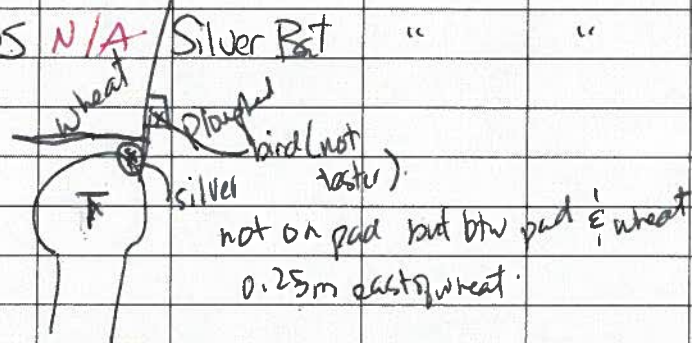 5 N/A Silver Bat " "
wheat
ploughed
bird (not
bat).
silver
not on pad but btw pad & wheat
0.25m east of wheat.